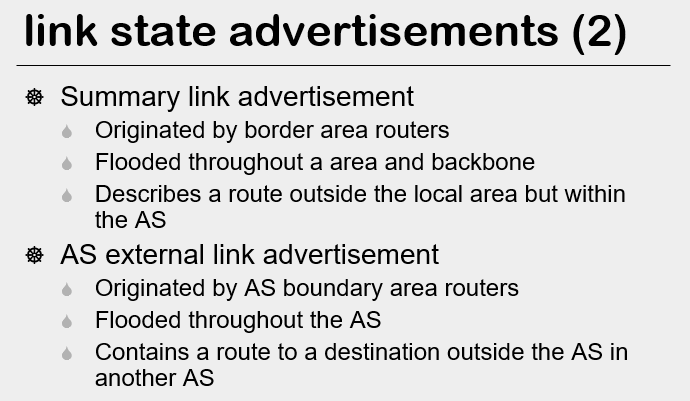 link state advertisements (2)
Summary link advertisement
Originated by border area routers
Flooded throughout a area and backbone
Describes a route outside the local area but within
the AS
AS external link advertisement
Originated by AS boundary area routers
Flooded throughout the AS
Contains a route to a destination outside the AS in
another AS